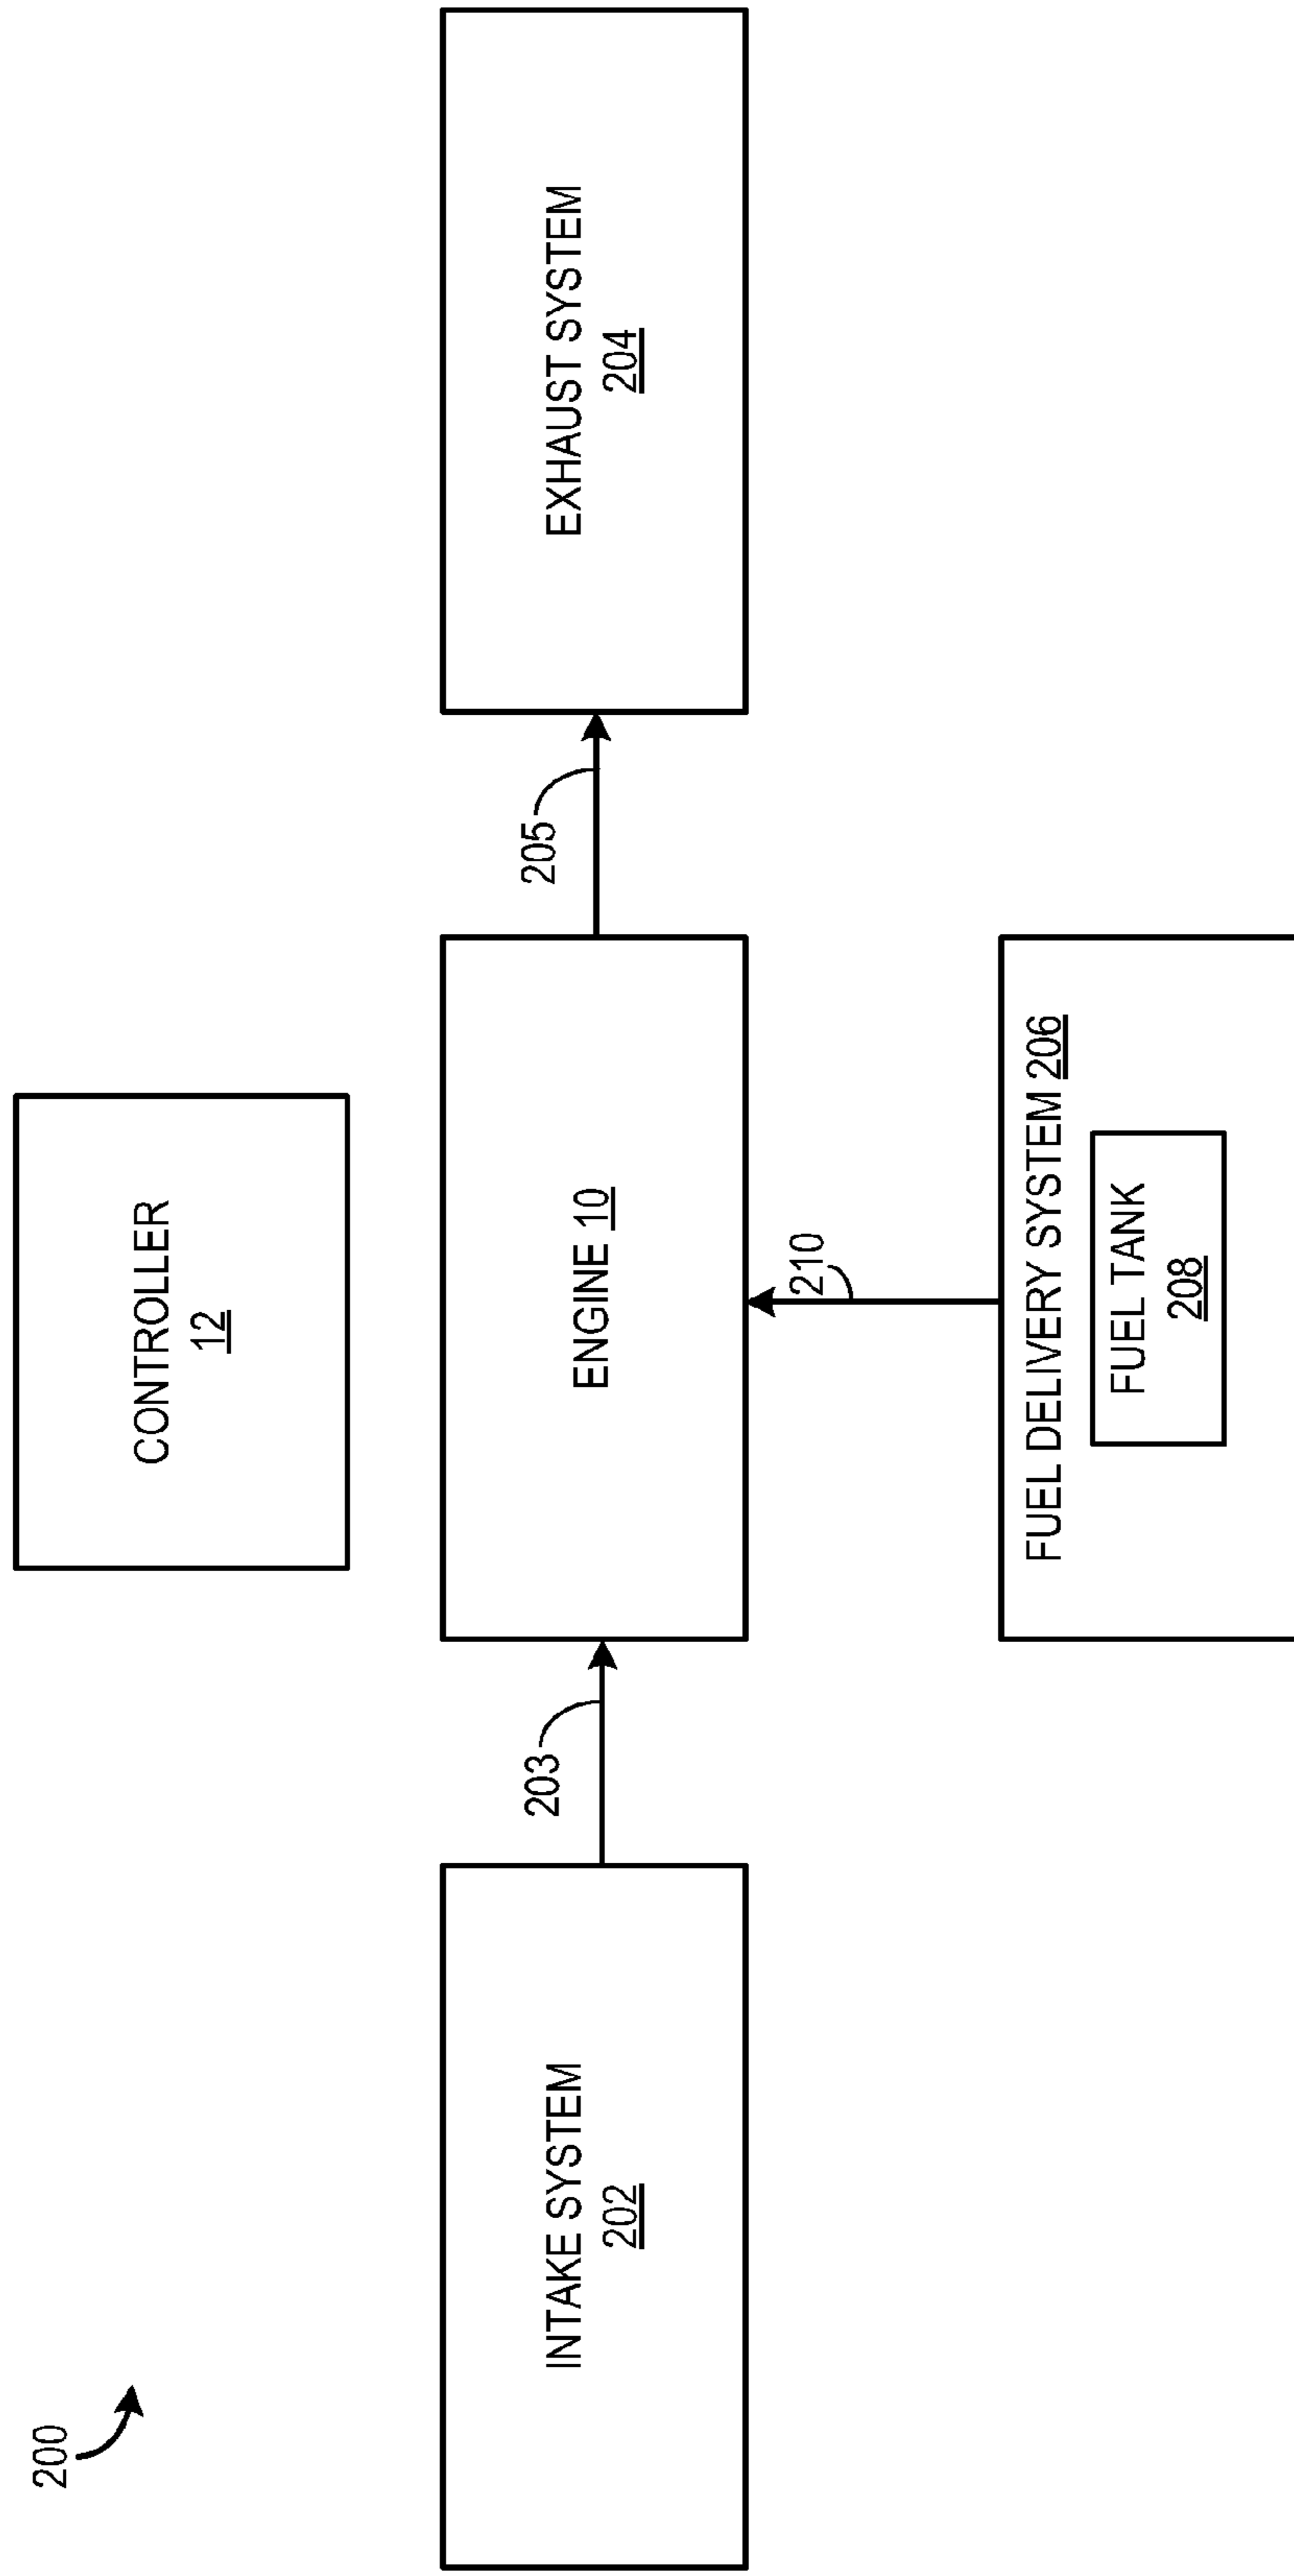 200
CONTROLLER
12
INTAKE SYSTEM
202
203
ENGINE 10
205
EXHAUST SYSTEM
204
210
FUEL DELIVERY SYSTEM 206
FUEL TANK
208